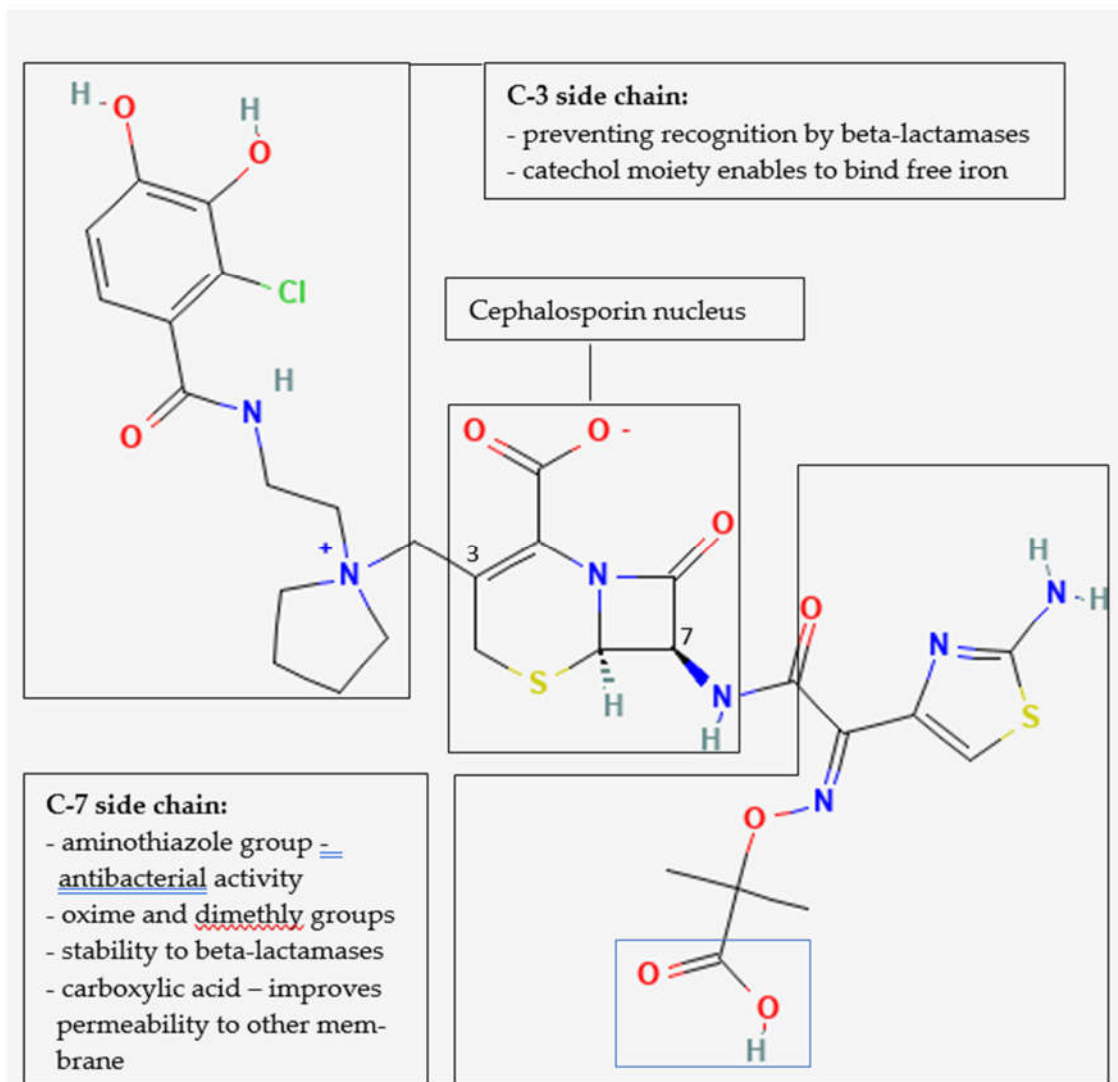 C-3 side chain:
- preventing recognition by beta-lactamases
- catechol moiety enables to bind free iron
H - O
H
O
Cl
Cephalosporin nucleus
H
N
O
O
O -
O
+
N
3
N
7
H
N - H
O
N
S
H
N
H
S
O
N
C-7 side chain:
- aminothiazole group -
antibacterial activity
- oxime and dimethly groups
- stability to beta-lactamases
- carboxylic acid – improves
permeability to other mem-
brane
O
O
H